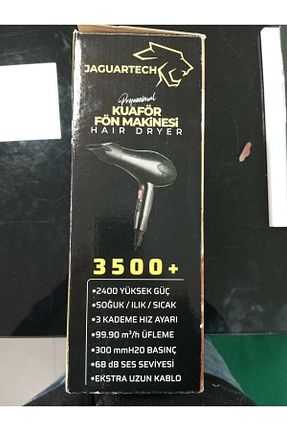 JAGUARTECH
Professional
KUAFÖR
FÖN MAKİNESİ
HAIR DRYER
3500+
•2400 YÜKSEK GÜÇ
•SOĞUK / ILIK / SICAK
•3 KADEME HIZ AYARI
•99.90 m³/h ÜFLEME
•300 mmH2O BASINÇ
•68 dB SES SEVİYESİ
•EKSTRA UZUN KABLO